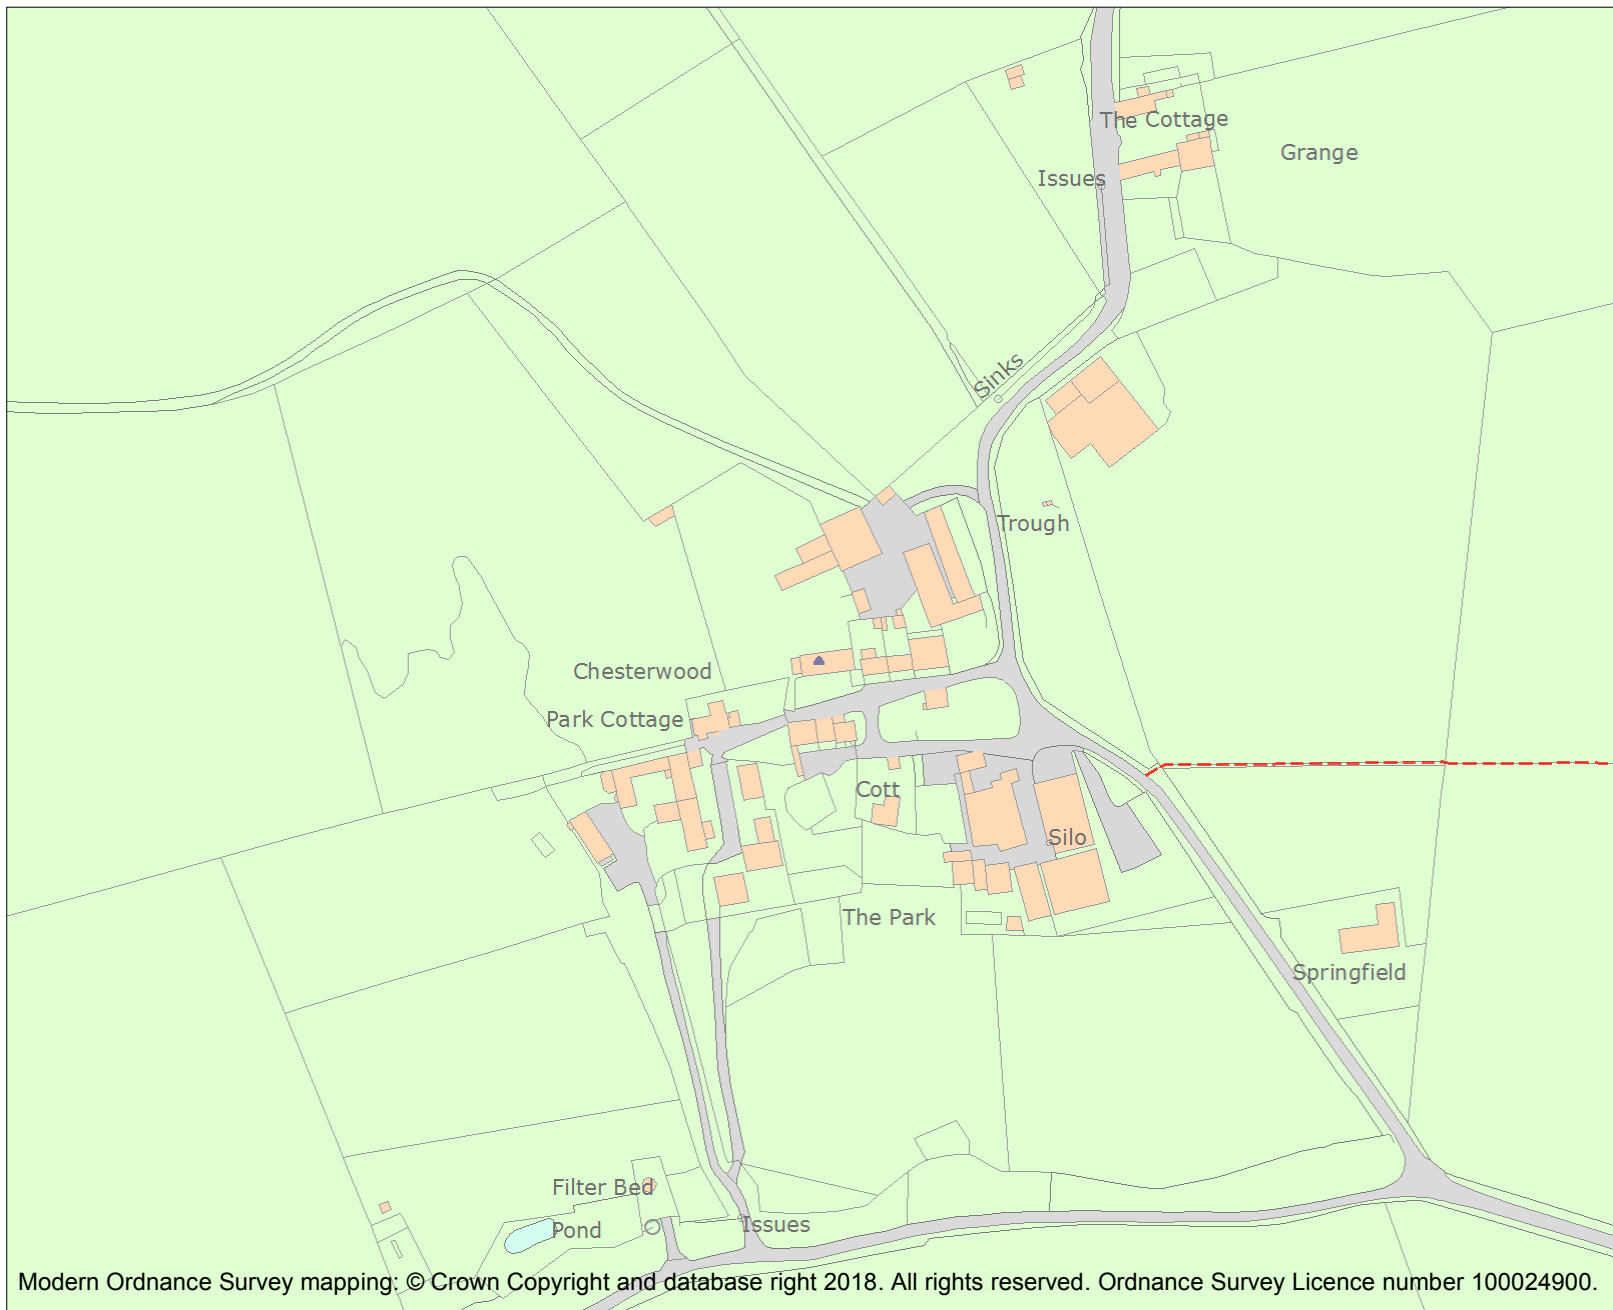 The Cottage
Grange
Issues
Sinks
Trough
Chesterwood
Park Cottage
Cott
Silo
The Park
Springfield
Filter Bed
Pond
Issues
Modern Ordnance Survey mapping: © Crown Copyright and database right 2018. All rights reserved. Ordnance Survey Licence number 100024900.